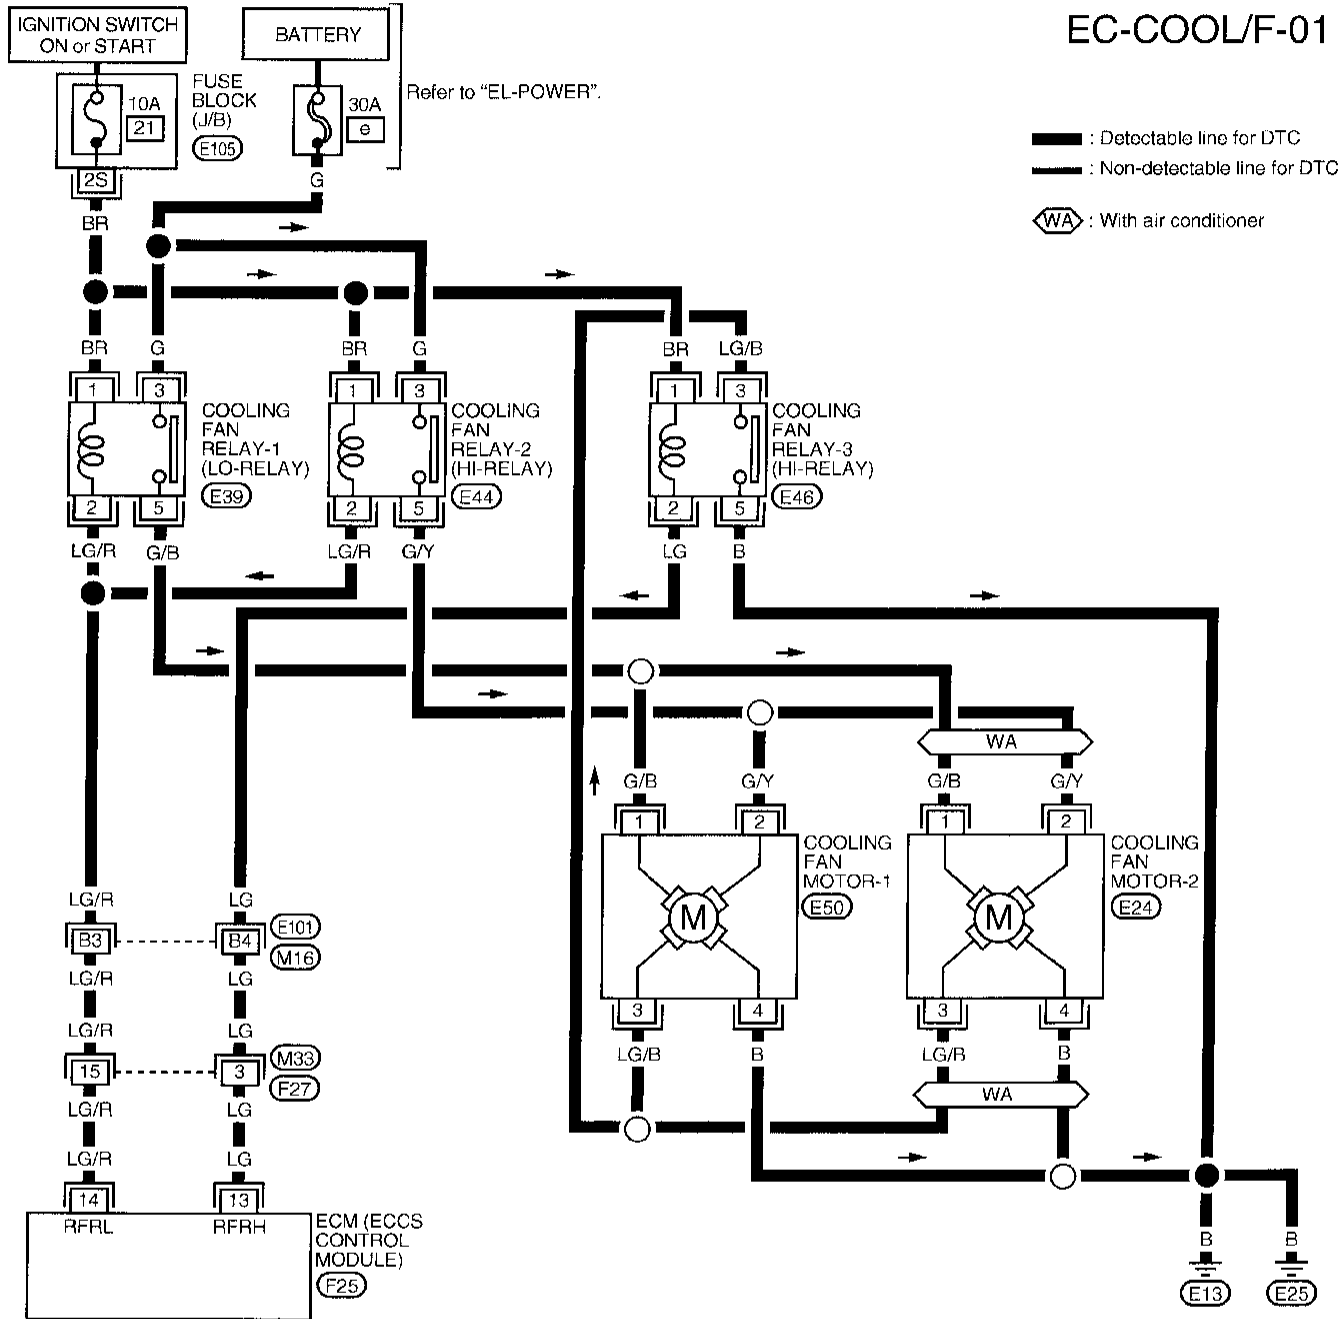 EC-COOL/F-01
IGNITION SWITCH
ON or START
BATTERY
FUSE
BLOCK
(J/B)
E105
10A
21
30A
e
Refer to "EL-POWER".
: Detectable line for DTC
: Non-detectable line for DTC
WA : With air conditioner
2S
G
BR
BR
G
BR
G
BR
LG/B
1
3
1
3
1
3
COOLING
FAN
RELAY-1
(LO-RELAY)
E39
COOLING
FAN
RELAY-2
(HI-RELAY)
E44
COOLING
FAN
RELAY-3
(HI-RELAY)
E46
2
5
2
5
2
5
LG/R
G/B
LG/R
G/Y
LG
B
WA
G/B
G/Y
G/B
G/Y
1
2
1
2
COOLING
FAN
MOTOR-1
E50
COOLING
FAN
MOTOR-2
E24
M
M
3
4
3
4
LG/B
B
LG/B
B
WA
LG/R
LG
B3
B4
E101
M16
LG/R
LG
LG/R
LG
15
3
M33
F27
LG/R
LG
LG/R
LG
14
13
RFRL
RFRH
ECM (ECCS
CONTROL
MODULE)
F25
B
B
E13
E25